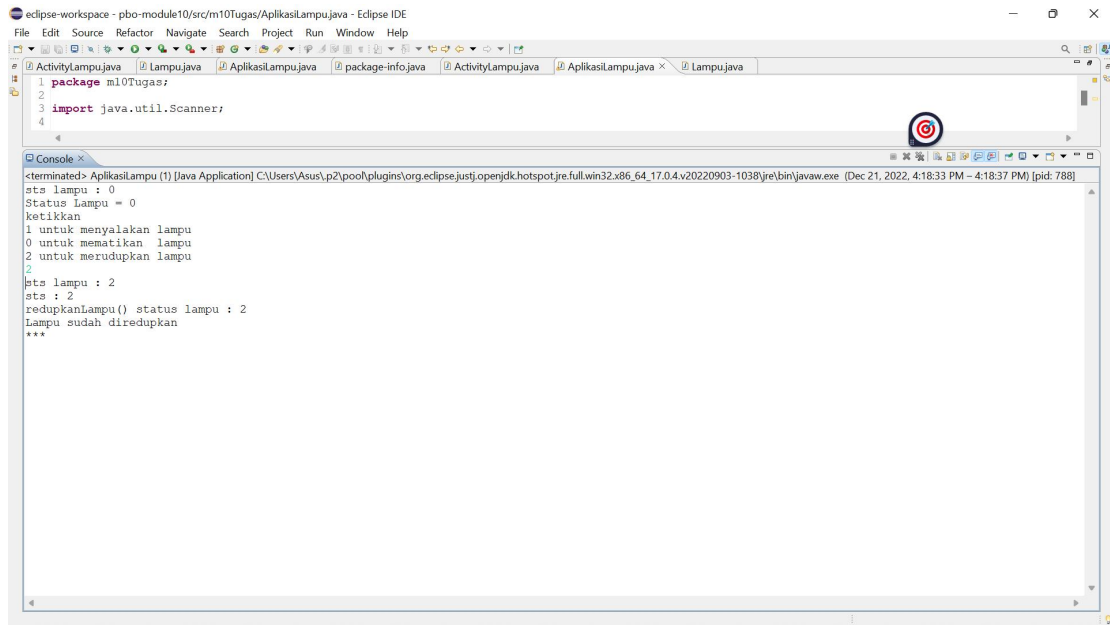 eclipse-workspace - pbo-module10/src/m10Tugas/AplikasiLampu.java - Eclipse IDE
File Edit Source Refactor Navigate Search Project Run Window Help
ActivityLampu.java Lampu.java AplikasiLampu.java package-info.java ActivityLampu.java AplikasiLampu.java Lampu.java
1 package m10Tugas;
2
3 import java.util.Scanner;
4
Console
<terminated> AplikasiLampu (1) [Java Application] C:\Users\Asus\.p2\pool\plugins\org.eclipse.justj.openjdk.hotspot.jre.full.win32.x86_64_17.0.4.v20220903-1038\jre\bin\javaw.exe (Dec 21, 2022, 4:18:33 PM – 4:18:37 PM) [pid: 788]
sts lampu : 0
Status Lampu = 0
ketikkan
1 untuk menyalakan lampu
0 untuk mematikan  lampu
2 untuk merudupkan lampu
2
sts lampu : 2
sts : 2
redupkanLampu() status lampu : 2
Lampu sudah diredupkan
***